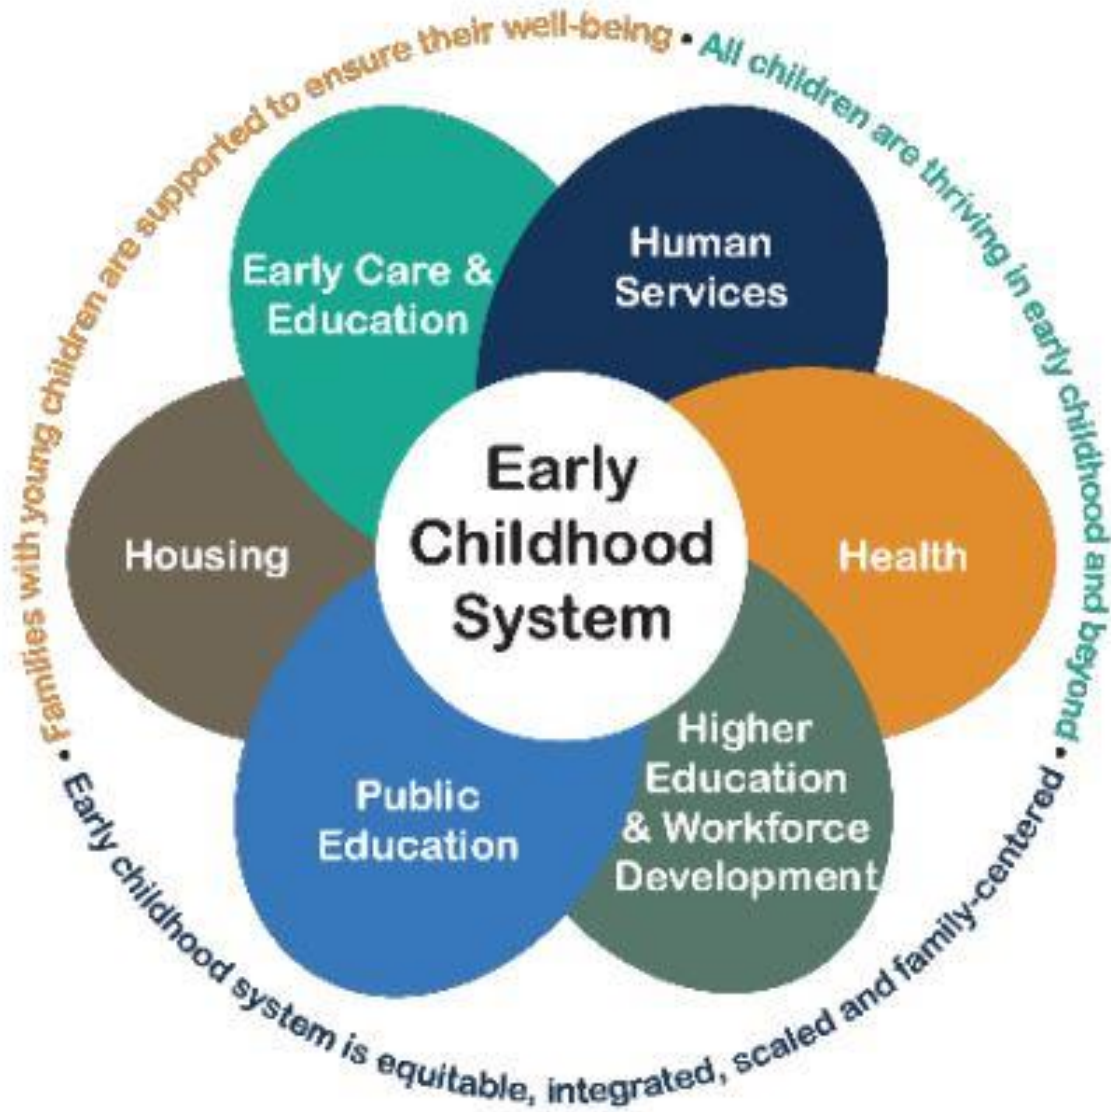 Families with young children are supported to ensure their well-being • All children are thriving in early childhood and beyond • Early childhood system is equitable, integrated, scaled and family-centered •
Early Care &
Education
Human
Services
Housing
Early
Childhood
System
Health
Public
Education
Higher
Education
& Workforce
Development